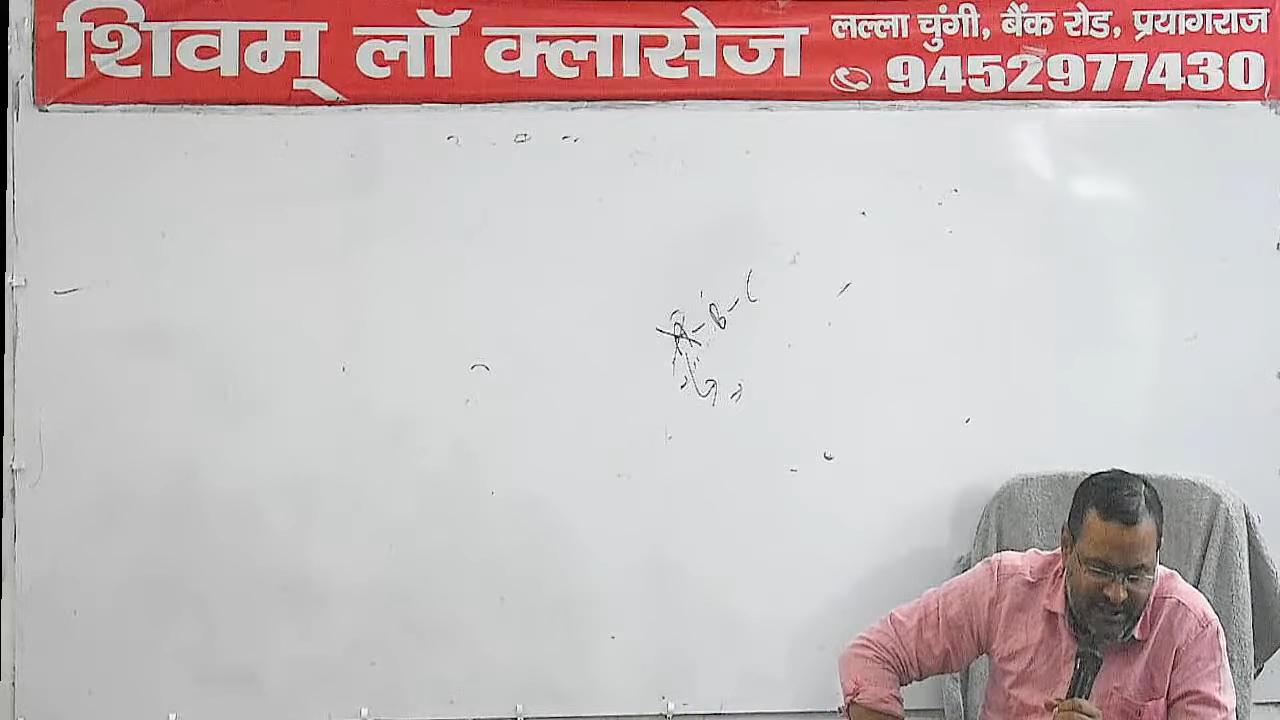 शिवम् लॉ क्लासेज
लल्ला चुंगी, बैंक रोड, प्रयागराज
9452977430
A - B - C